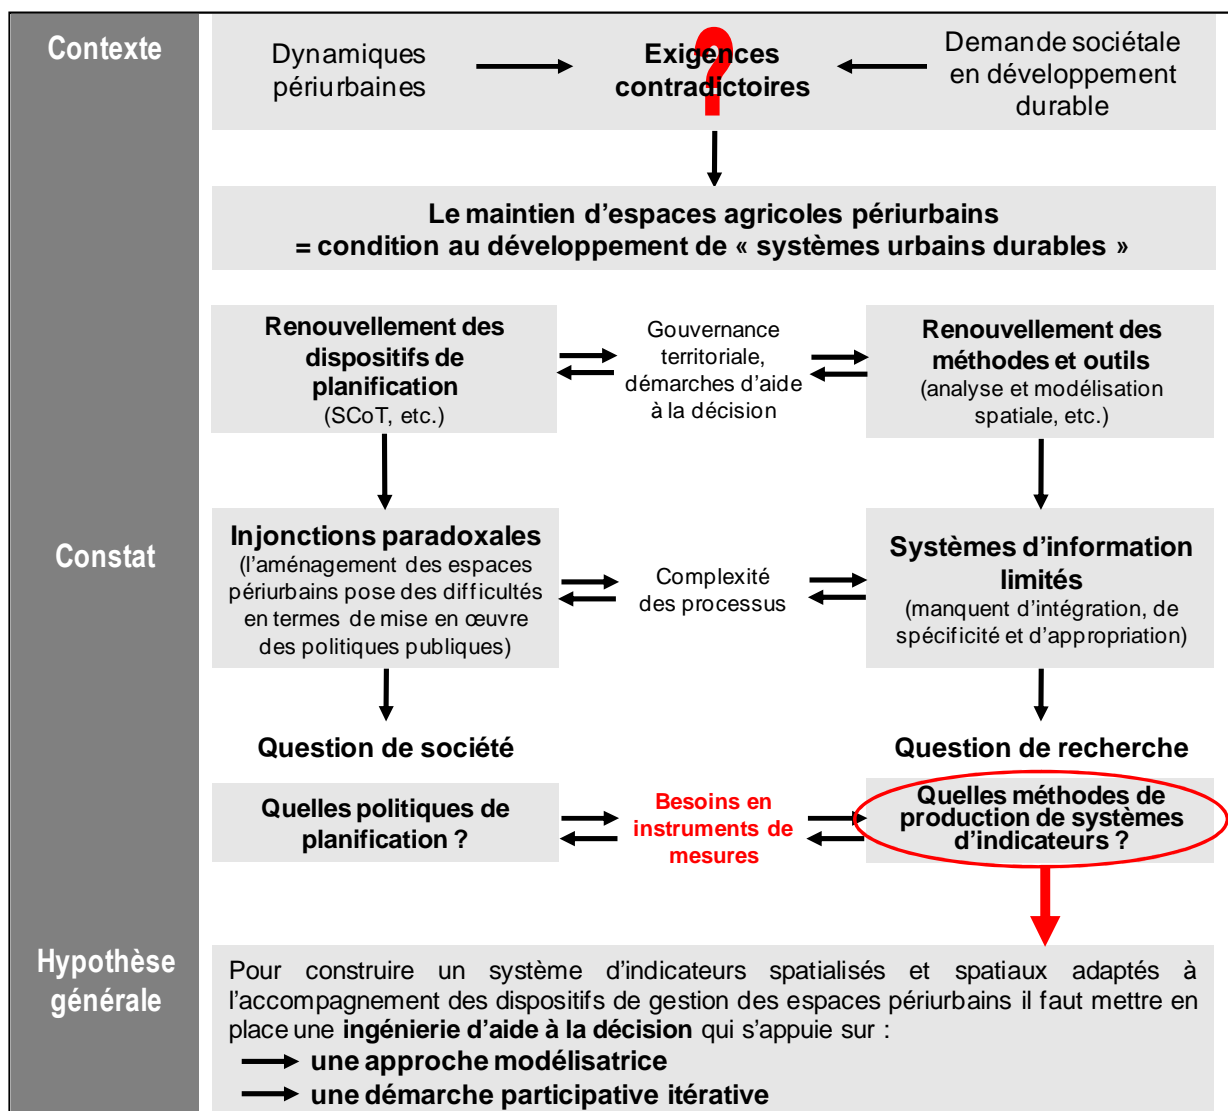 Contexte
Dynamiques
périurbaines
?
Exigences
contradictoires
Demande sociétale
en développement
durable
Le maintien d'espaces agricoles périurbains
= condition au développement de « systèmes urbains durables »
Renouvellement des
dispositifs de
planification
(SCoT, etc.)
Gouvernance
territoriale,
démarches d'aide
à la décision
Renouvellement des
méthodes et outils
(analyse et modélisation
spatiale, etc.)
Constat
Injonctions paradoxales
(l'aménagement des espaces
périurbains pose des difficultés
en termes de mise en œuvre
des politiques publiques)
Complexité
des processus
Systèmes d'information
limités
(manquent d'intégration, de
spécificité et d'appropriation)
Question de société
Question de recherche
Quelles politiques de
planification ?
Besoins en
instruments de
mesures
Quelles méthodes de
production de systèmes
d'indicateurs ?
Hypothèse
générale
Pour construire un système d'indicateurs spatialisés et spatiaux adaptés à
l'accompagnement des dispositifs de gestion des espaces périurbains il faut mettre en
place une ingénierie d'aide à la décision qui s'appuie sur :
une approche modélisatrice
une démarche participative itérative